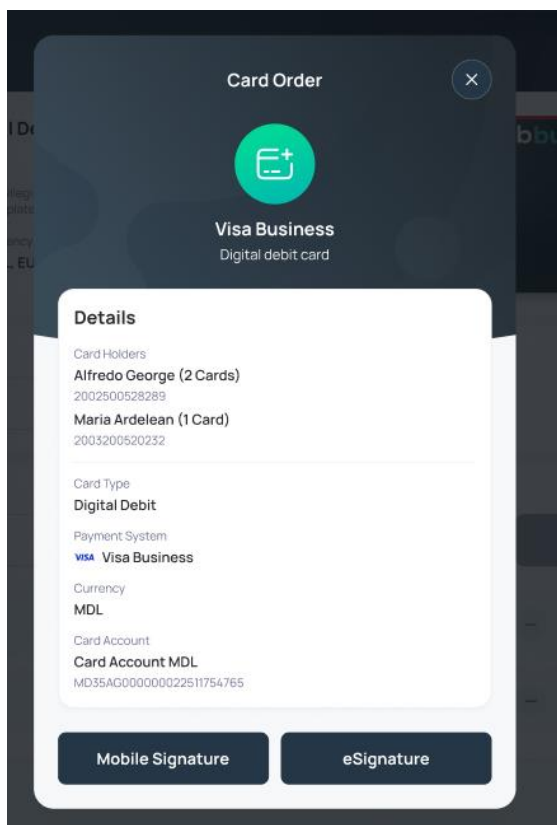 Card Order
Visa Business
Digital debit card
Details
Card Holders
Alfredo George (2 Cards)
2002500528289
Maria Ardelean (1 Card)
2003200520232
Card Type
Digital Debit
Payment System
VISA Visa Business
Currency
MDL
Card Account
Card Account MDL
MD35AG000000022511754765
Mobile Signature
eSignature